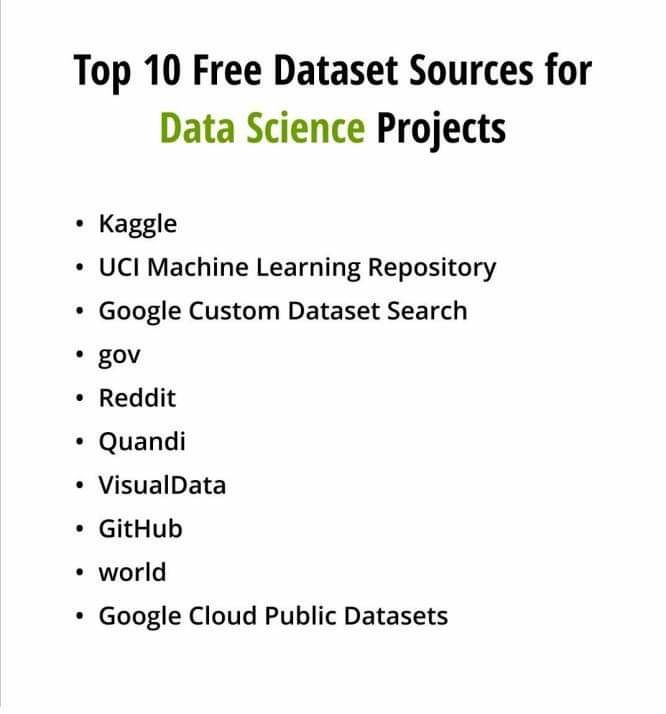 Top 10 Free Dataset Sources for
Data Science Projects
• Kaggle
• UCI Machine Learning Repository
• Google Custom Dataset Search
• gov
• Reddit
• Quandi
• VisualData
• GitHub
• world
• Google Cloud Public Datasets